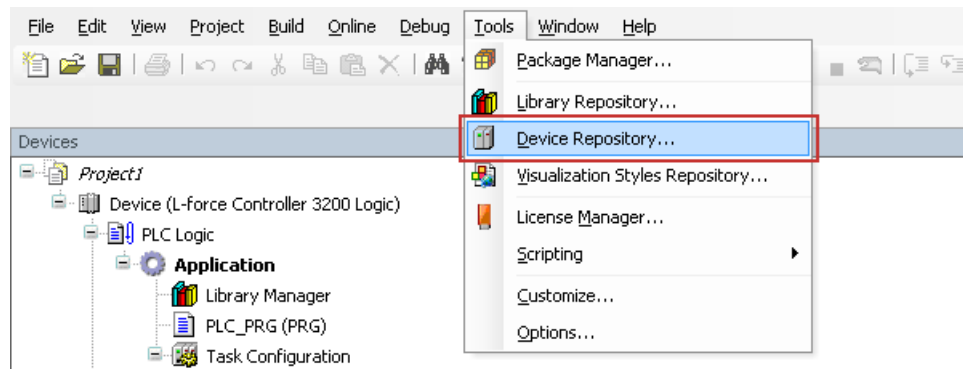 File Edit View Project Build Online Debug Tools Window Help
Package Manager...
Library Repository...
Device Repository...
Visualization Styles Repository...
License Manager...
Scripting
Customize...
Options...
Devices
Project1
Device (L-force Controller 3200 Logic)
PLC Logic
Application
Library Manager
PLC_PRG (PRG)
Task Configuration